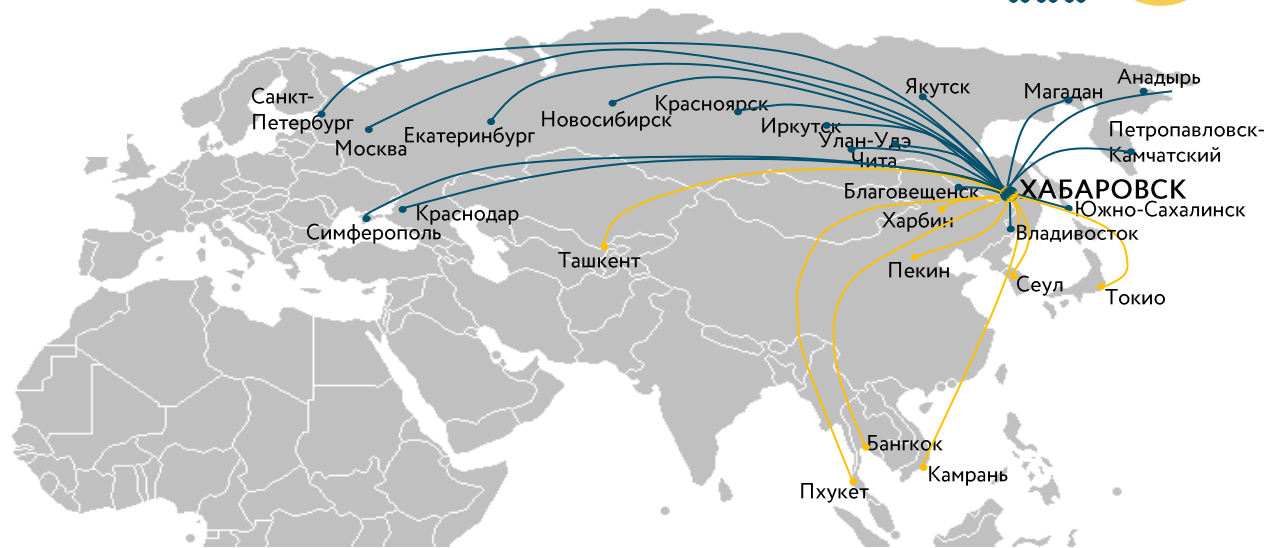 Якутск
Анадырь
Магадан
Санкт-
Петербург
Москва
Екатеринбург
Новосибирск
Красноярск
Иркутск
Улан-Удэ
Чита
Петропавловск-
Камчатский
ХАБАРОВСК
Благовещенск
Южно-Сахалинск
Харбин
Владивосток
Краснодар
Симферополь
Ташкент
Пекин
Сеул
Токио
Бангкок
Камрань
Пхукет